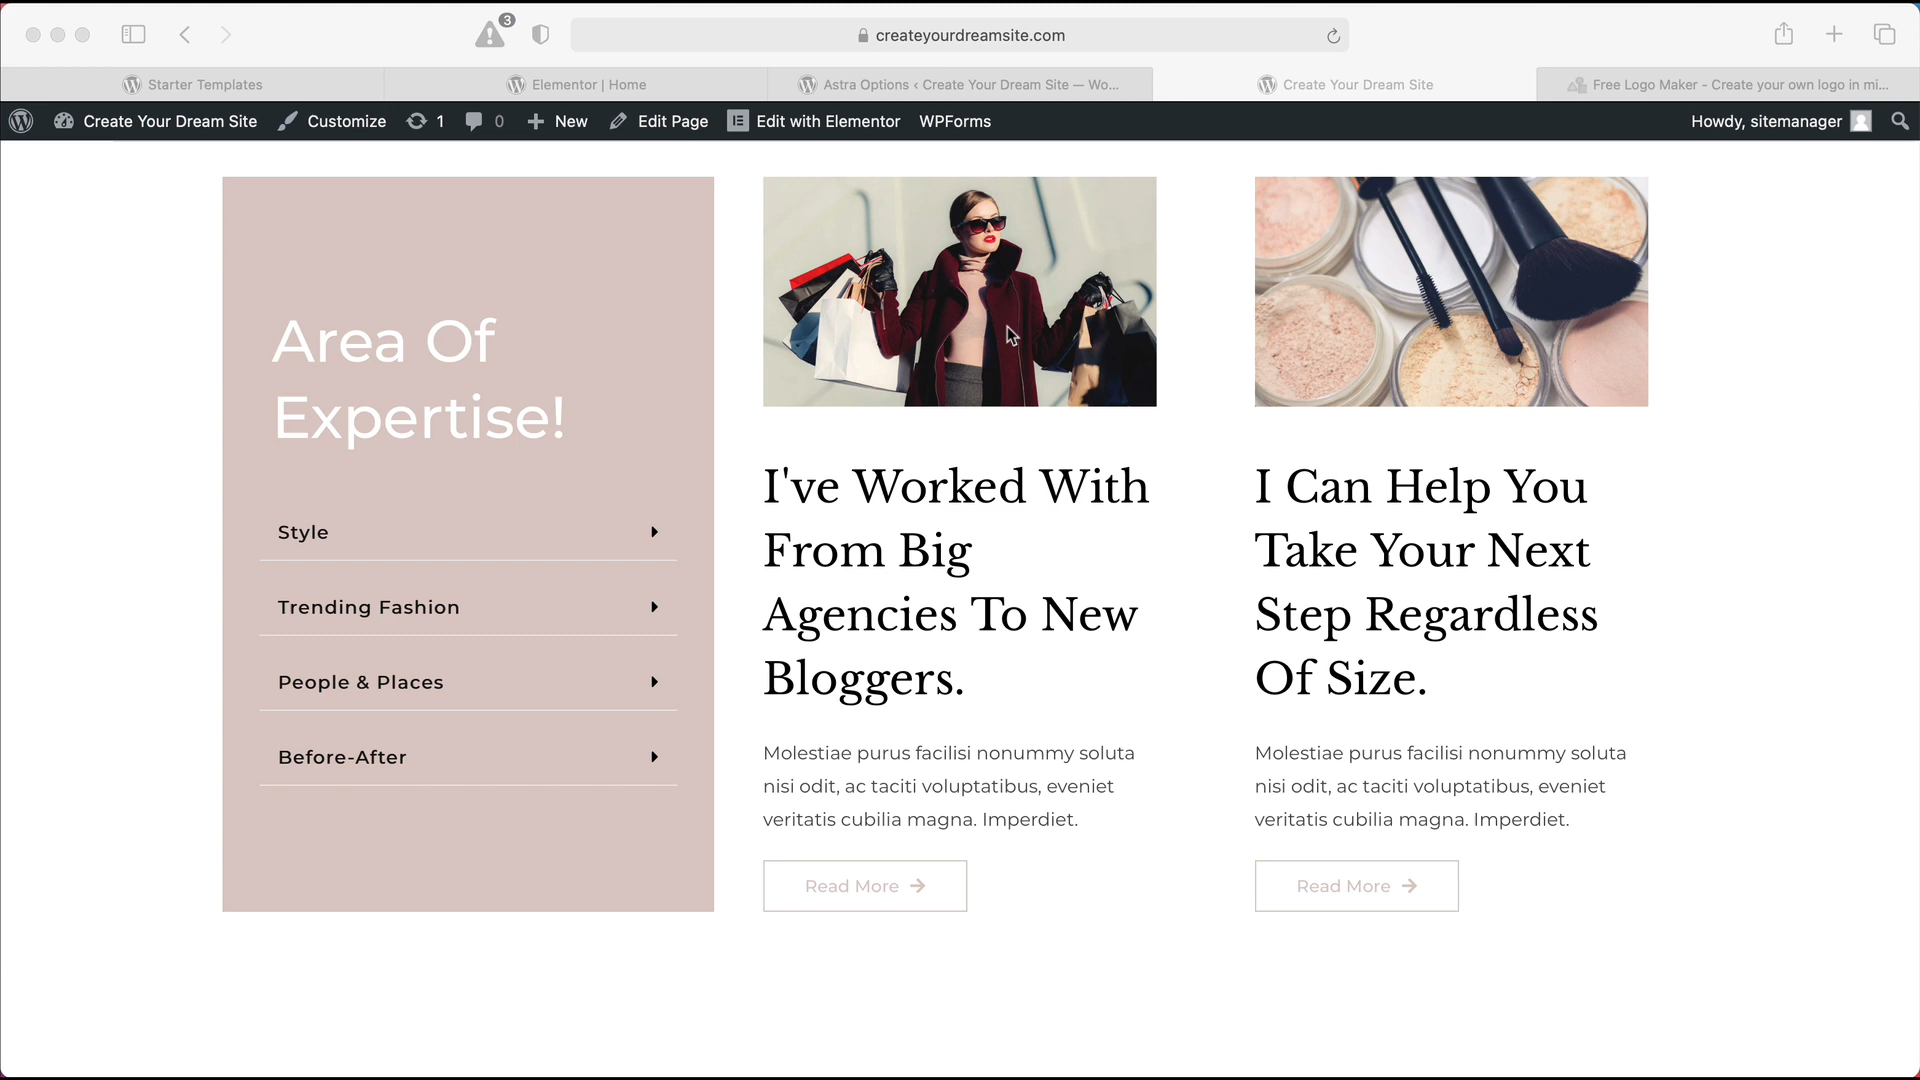 3
createyourdreamsite.com
Starter Templates
Elementor | Home
Astra Options ‹ Create Your Dream Site — Wo...
Create Your Dream Site
Free Logo Maker - Create your own logo in mi...
Create Your Dream Site
Customize
1
0
New
Edit Page
Edit with Elementor
WPForms
Howdy, sitemanager
Area Of
Expertise!
Style
Trending Fashion
People & Places
Before-After
I've Worked With
From Big
Agencies To New
Bloggers.
Molestiae purus facilisi nonummy soluta
nisi odit, ac taciti voluptatibus, eveniet
veritatis cubilia magna. Imperdiet.
Read More
I Can Help You
Take Your Next
Step Regardless
Of Size.
Molestiae purus facilisi nonummy soluta
nisi odit, ac taciti voluptatibus, eveniet
veritatis cubilia magna. Imperdiet.
Read More